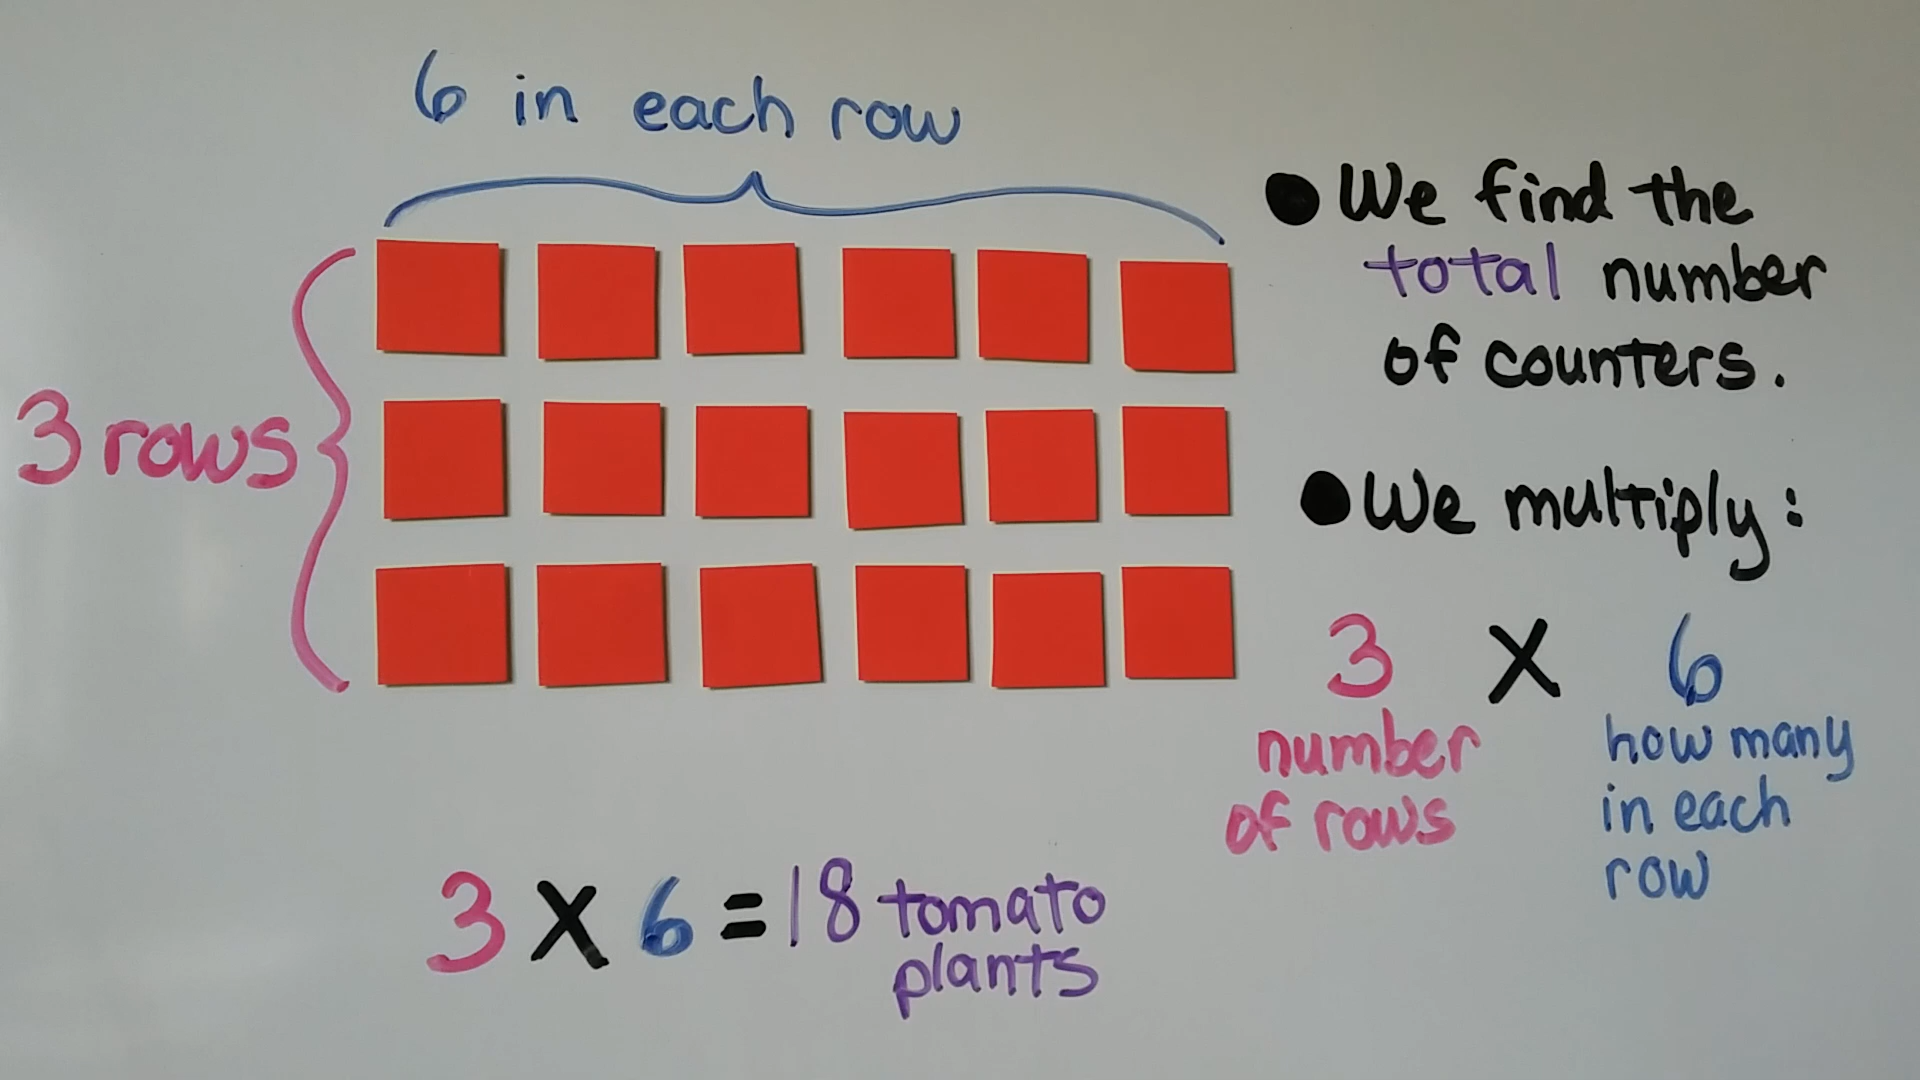 6 in each row
3 rows
● We find the
total number
of counters.
● We multiply:
3 X 6
number
of rows
how many
in each
row
3 X 6 = 18 tomato
plants